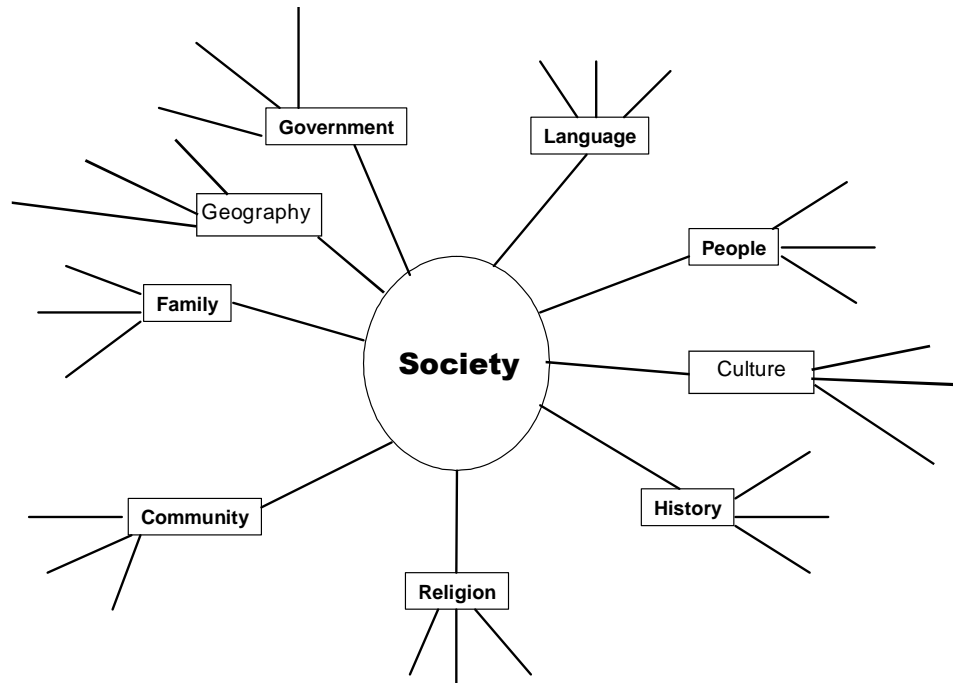 Government
Language
Geography
People
Family
Society
Culture
Community
History
Religion